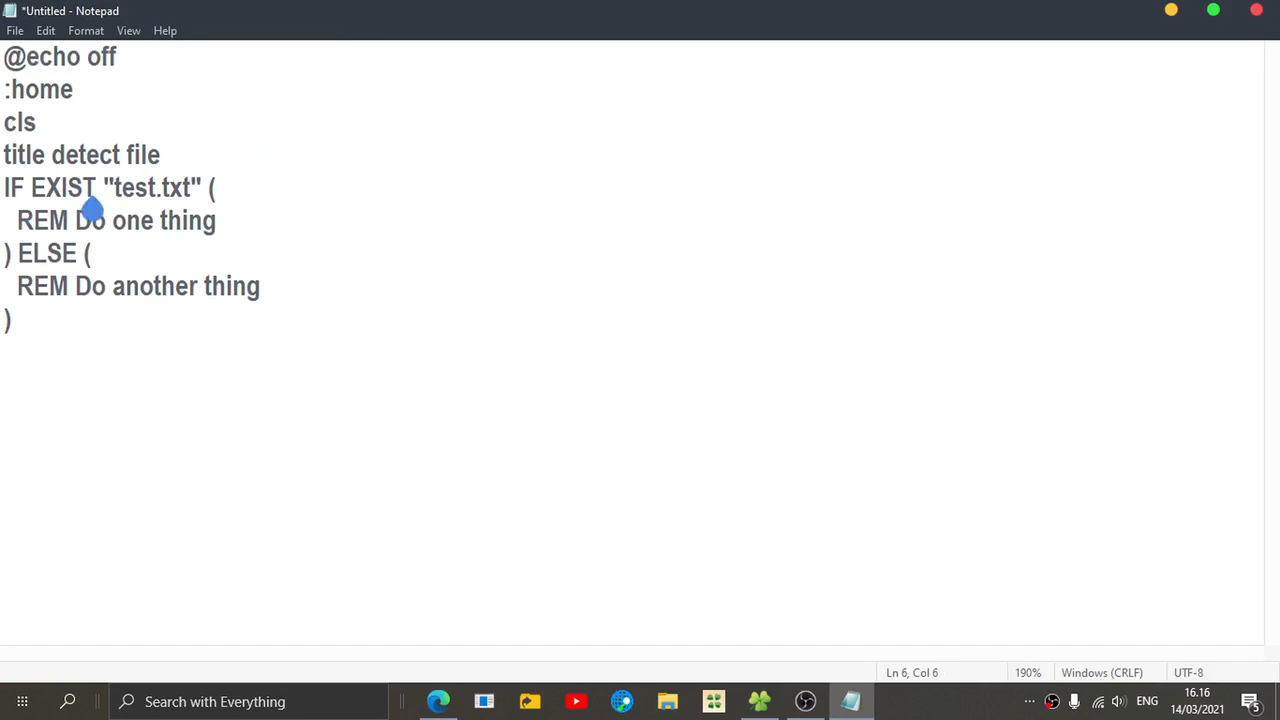 *Untitled - Notepad
File Edit Format View Help
@echo off
:home
cls
title detect file
IF EXIST "test.txt" (
   REM Do one thing
) ELSE (
   REM Do another thing
)
Ln 6, Col 6 190% Windows (CRLF) UTF-8
Search with Everything
ENG
16.16
14/03/2021
5